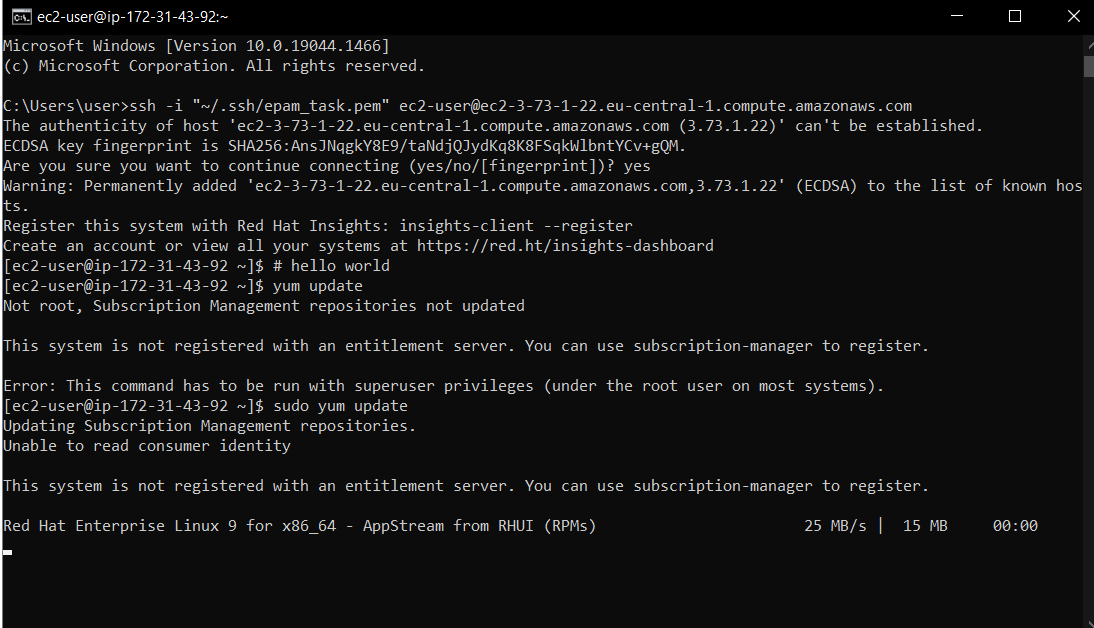 ec2-user@ip-172-31-43-92:~
Microsoft Windows [Version 10.0.19044.1466]
(c) Microsoft Corporation. All rights reserved.
C:\Users\user>ssh -i "~/.ssh/epam_task.pem" ec2-user@ec2-3-73-1-22.eu-central-1.compute.amazonaws.com
The authenticity of host 'ec2-3-73-1-22.eu-central-1.compute.amazonaws.com (3.73.1.22)' can't be established.
ECDSA key fingerprint is SHA256:AnsJNqgkY8E9/taNdjQJydKq8K8FSqkWlbntYCv+gQM.
Are you sure you want to continue connecting (yes/no/[fingerprint])? yes
Warning: Permanently added 'ec2-3-73-1-22.eu-central-1.compute.amazonaws.com,3.73.1.22' (ECDSA) to the list of known hos
ts.
Register this system with Red Hat Insights: insights-client --register
Create an account or view all your systems at https://red.ht/insights-dashboard
[ec2-user@ip-172-31-43-92 ~]$ # hello world
[ec2-user@ip-172-31-43-92 ~]$ yum update
Not root, Subscription Management repositories not updated
This system is not registered with an entitlement server. You can use subscription-manager to register.
Error: This command has to be run with superuser privileges (under the root user on most systems).
[ec2-user@ip-172-31-43-92 ~]$ sudo yum update
Updating Subscription Management repositories.
Unable to read consumer identity
This system is not registered with an entitlement server. You can use subscription-manager to register.
Red Hat Enterprise Linux 9 for x86_64 - AppStream from RHUI (RPMs) 25 MB/s | 15 MB 00:00